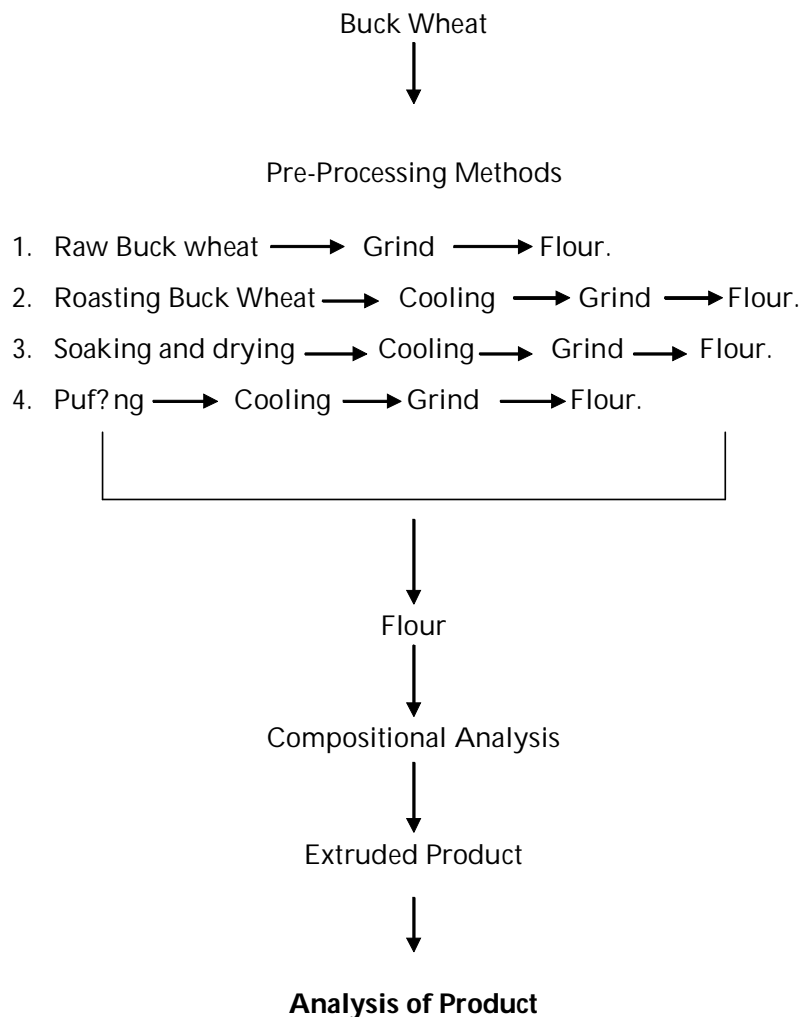 Buck Wheat
Pre-Processing Methods
1. Raw Buck wheat Grind Flour.
2. Roasting Buck Wheat Cooling Grind Flour.
3. Soaking and drying Cooling Grind Flour.
4. Puf?ng Cooling Grind Flour.
Flour
Compositional Analysis
Extruded Product
Analysis of Product